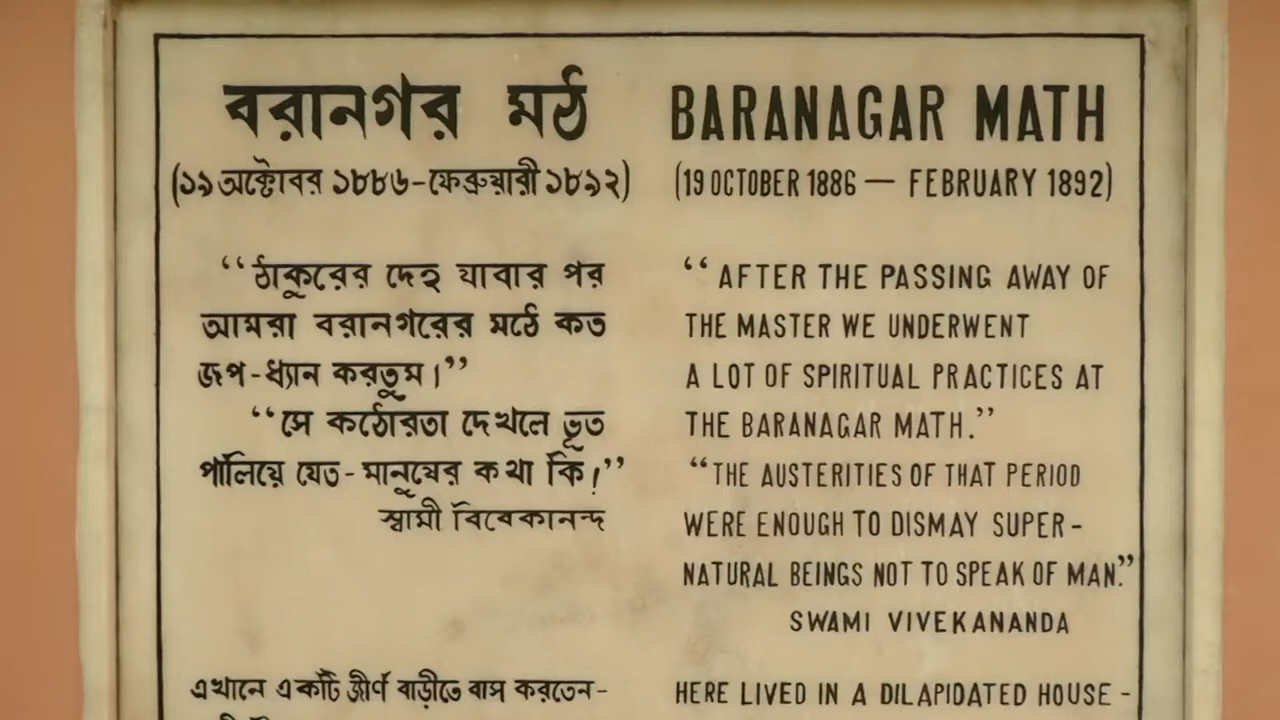 বরানগর মঠ
(১৯ অক্টোবর ১৮৮৬-ফেব্রুয়ারী ১৮৯২)
“ঠাকুরের দেহ যাবার পর
আমরা বরানগরের মঠে কত
জপ-ধ্যান করতুম।”
“সে কঠোরতা দেখলে ভূত
পালিয়ে যেত-মানুষের কথা কি!”
স্বামী বিবেকানন্দ
এখানে একটি জীর্ণ বাড়ীতে বাস করতেন-
BARANAGAR MATH
(19 OCTOBER 1886 — FEBRUARY 1892)
“AFTER THE PASSING AWAY OF
THE MASTER WE UNDERWENT
A LOT OF SPIRITUAL PRACTICES AT
THE BARANAGAR MATH.”
“THE AUSTERITIES OF THAT PERIOD
WERE ENOUGH TO DISMAY SUPER-
NATURAL BEINGS NOT TO SPEAK OF MAN.”
SWAMI VIVEKANANDA
HERE LIVED IN A DILAPIDATED HOUSE -